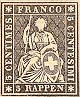 FRANCO
5 CENTIMES.
5 CENTESIMI.
5 RAPPEN.